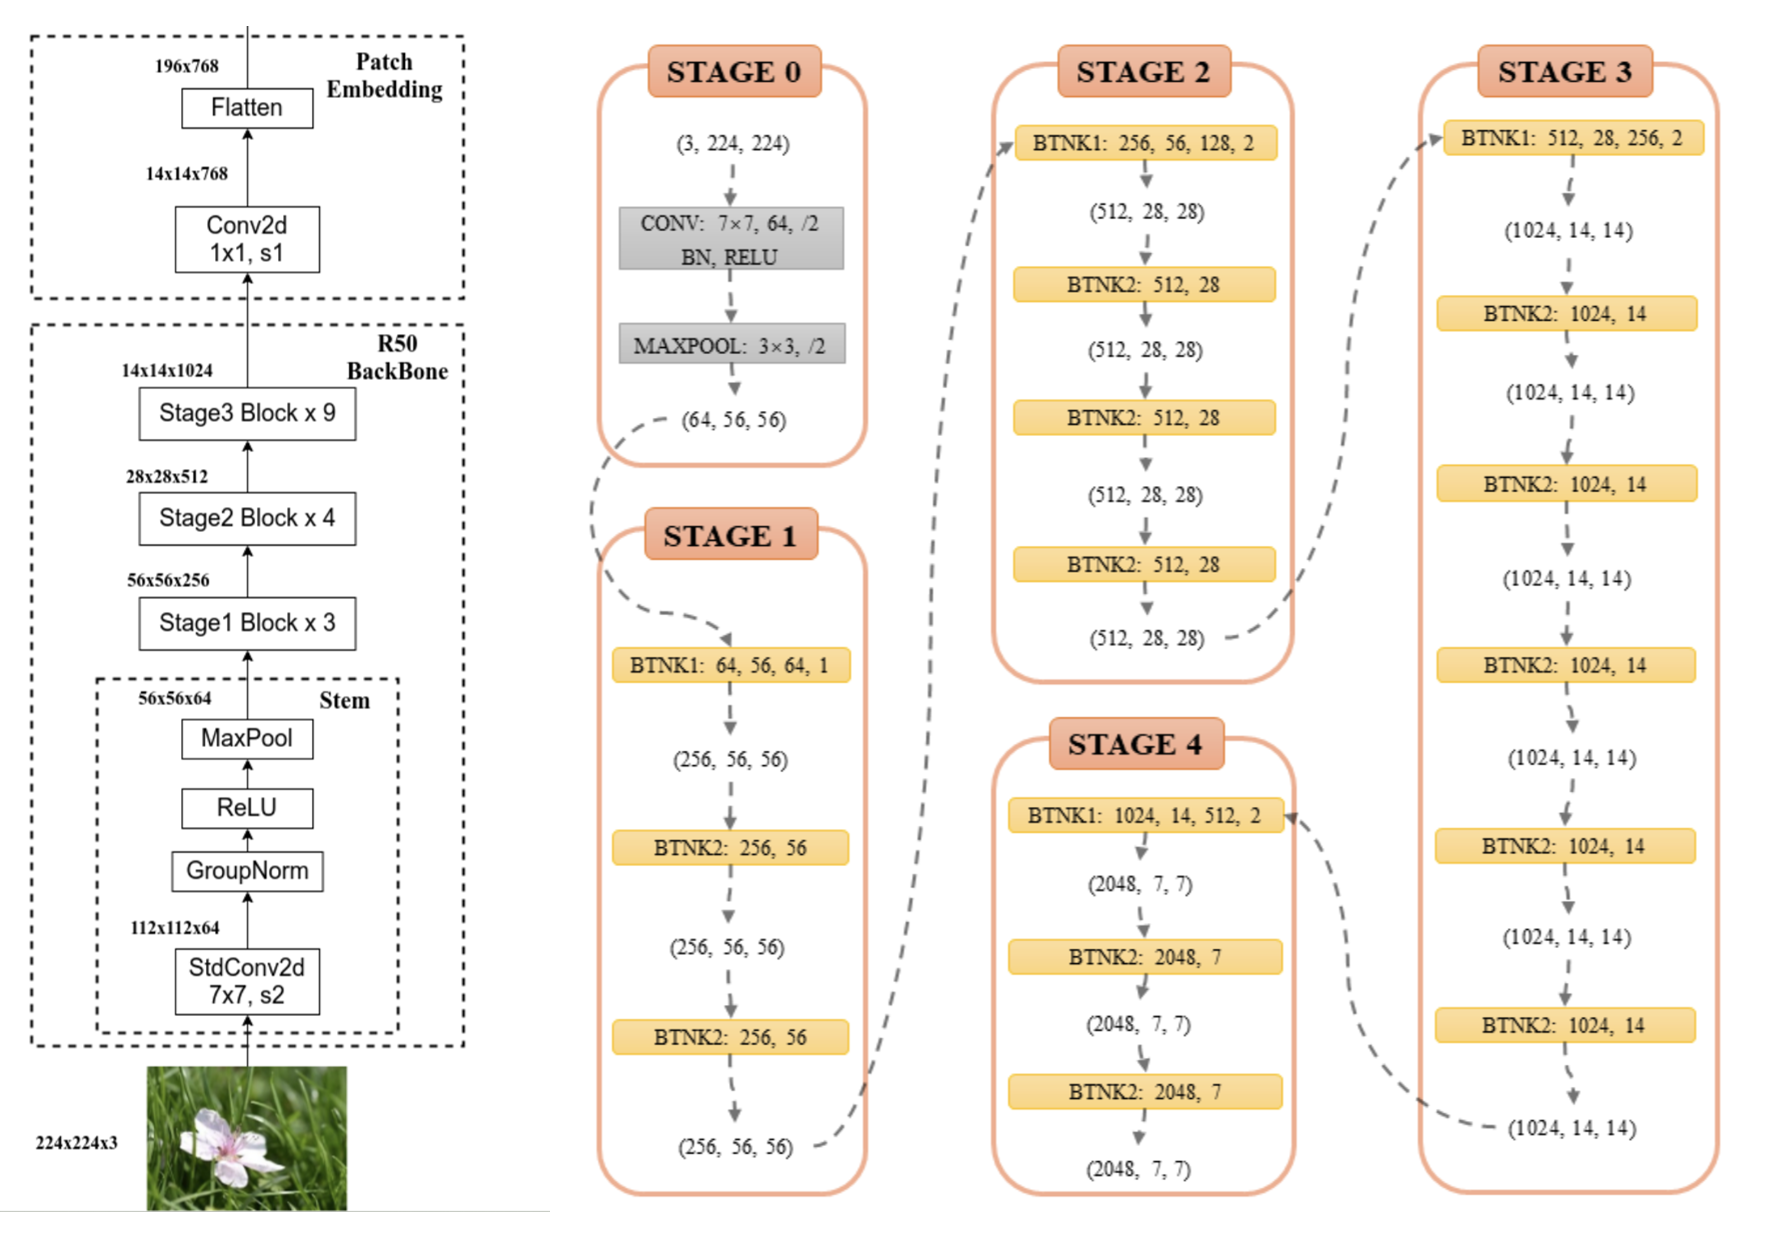 196x768
Patch
Embedding
Flatten
14x14x768
Conv2d
1x1, s1
R50
BackBone
14x14x1024
Stage3 Block x 9
28x28x512
Stage2 Block x 4
56x56x256
Stage1 Block x 3
56x56x64
Stem
MaxPool
ReLU
GroupNorm
112x112x64
StdConv2d
7x7, s2
224x224x3
STAGE 0
(3, 224, 224)
CONV: 7×7, 64, /2
BN, RELU
MAXPOOL: 3×3, /2
(64, 56, 56)
STAGE 1
BTNK1: 64, 56, 64, 1
(256, 56, 56)
BTNK2: 256, 56
(256, 56, 56)
BTNK2: 256, 56
(256, 56, 56)
STAGE 2
BTNK1: 256, 56, 128, 2
(512, 28, 28)
BTNK2: 512, 28
(512, 28, 28)
BTNK2: 512, 28
(512, 28, 28)
BTNK2: 512, 28
(512, 28, 28)
STAGE 3
BTNK1: 512, 28, 256, 2
(1024, 14, 14)
BTNK2: 1024, 14
(1024, 14, 14)
BTNK2: 1024, 14
(1024, 14, 14)
BTNK2: 1024, 14
(1024, 14, 14)
BTNK2: 1024, 14
(1024, 14, 14)
BTNK2: 1024, 14
(1024, 14, 14)
STAGE 4
BTNK1: 1024, 14, 512, 2
(2048, 7, 7)
BTNK2: 2048, 7
(2048, 7, 7)
BTNK2: 2048, 7
(2048, 7, 7)